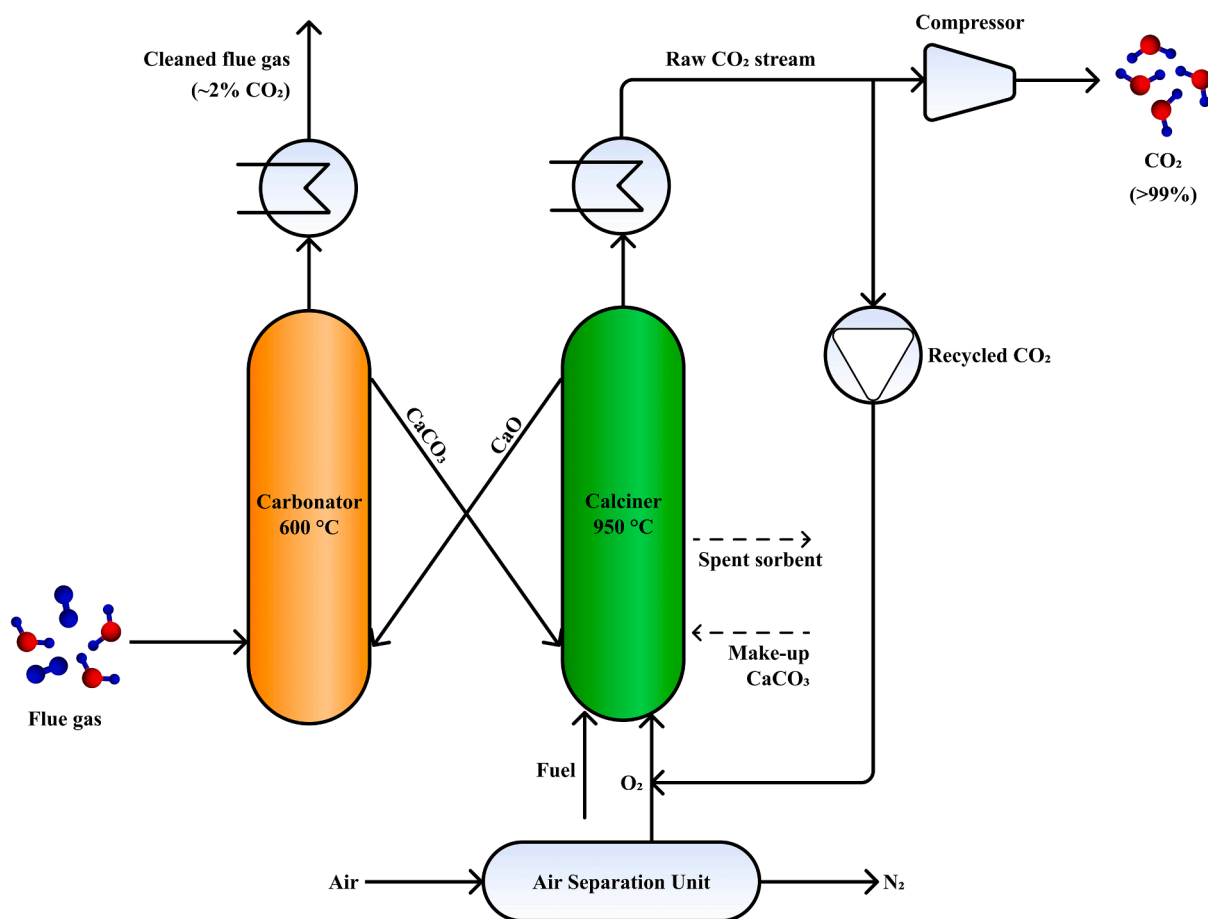 Compressor
Cleaned flue gas
(~2% CO₂)
Raw CO₂ stream
CO₂
(>99%)
Recycled CO₂
CaCO₃
CaO
Carbonator
600 °C
Calciner
950 °C
Spent sorbent
Make-up
CaCO₃
Flue gas
Fuel
O₂
Air
Air Separation Unit
N₂